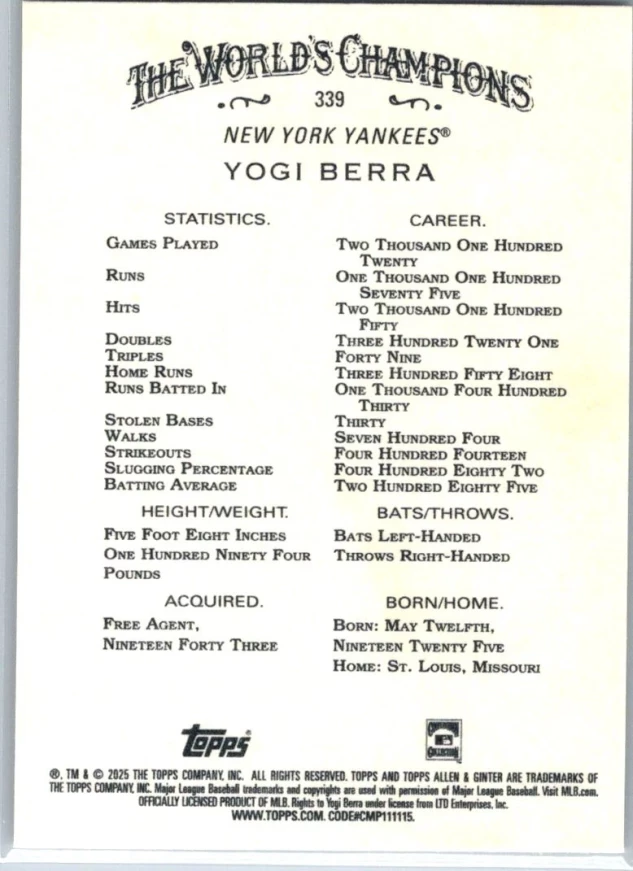 THE WORLD'S CHAMPIONS
339
NEW YORK YANKEES®
YOGI BERRA
STATISTICS. CAREER.
GAMES PLAYED TWO THOUSAND ONE HUNDRED
TWENTY
RUNS ONE THOUSAND ONE HUNDRED
SEVENTY FIVE
HITS TWO THOUSAND ONE HUNDRED
FIFTY
DOUBLES THREE HUNDRED TWENTY ONE
TRIPLES FORTY NINE
HOME RUNS THREE HUNDRED FIFTY EIGHT
RUNS BATTED IN ONE THOUSAND FOUR HUNDRED
THIRTY
STOLEN BASES THIRTY
WALKS SEVEN HUNDRED FOUR
STRIKEOUTS FOUR HUNDRED FOURTEEN
SLUGGING PERCENTAGE FOUR HUNDRED EIGHTY TWO
BATTING AVERAGE TWO HUNDRED EIGHTY FIVE
HEIGHT/WEIGHT. BATS/THROWS.
FIVE FOOT EIGHT INCHES BATS LEFT-HANDED
ONE HUNDRED NINETY FOUR THROWS RIGHT-HANDED
POUNDS
ACQUIRED. BORN/HOME.
FREE AGENT, BORN: MAY TWELFTH,
NINETEEN FORTY THREE NINETEEN TWENTY FIVE
HOME: ST. LOUIS, MISSOURI
Topps®
COOPERSTOWN
COLLECTION
®, TM & © 2025 THE TOPPS COMPANY, INC. ALL RIGHTS RESERVED. TOPPS AND TOPPS ALLEN & GINTER ARE TRADEMARKS OF
THE TOPPS COMPANY, INC. Major League Baseball trademarks and copyrights are used with permission of Major League Baseball. Visit MLB.com.
OFFICIALLY LICENSED PRODUCT OF MLB. Rights to Yogi Berra under license from LTD Enterprises, Inc.
WWW.TOPPS.COM. CODE#CMP111115.